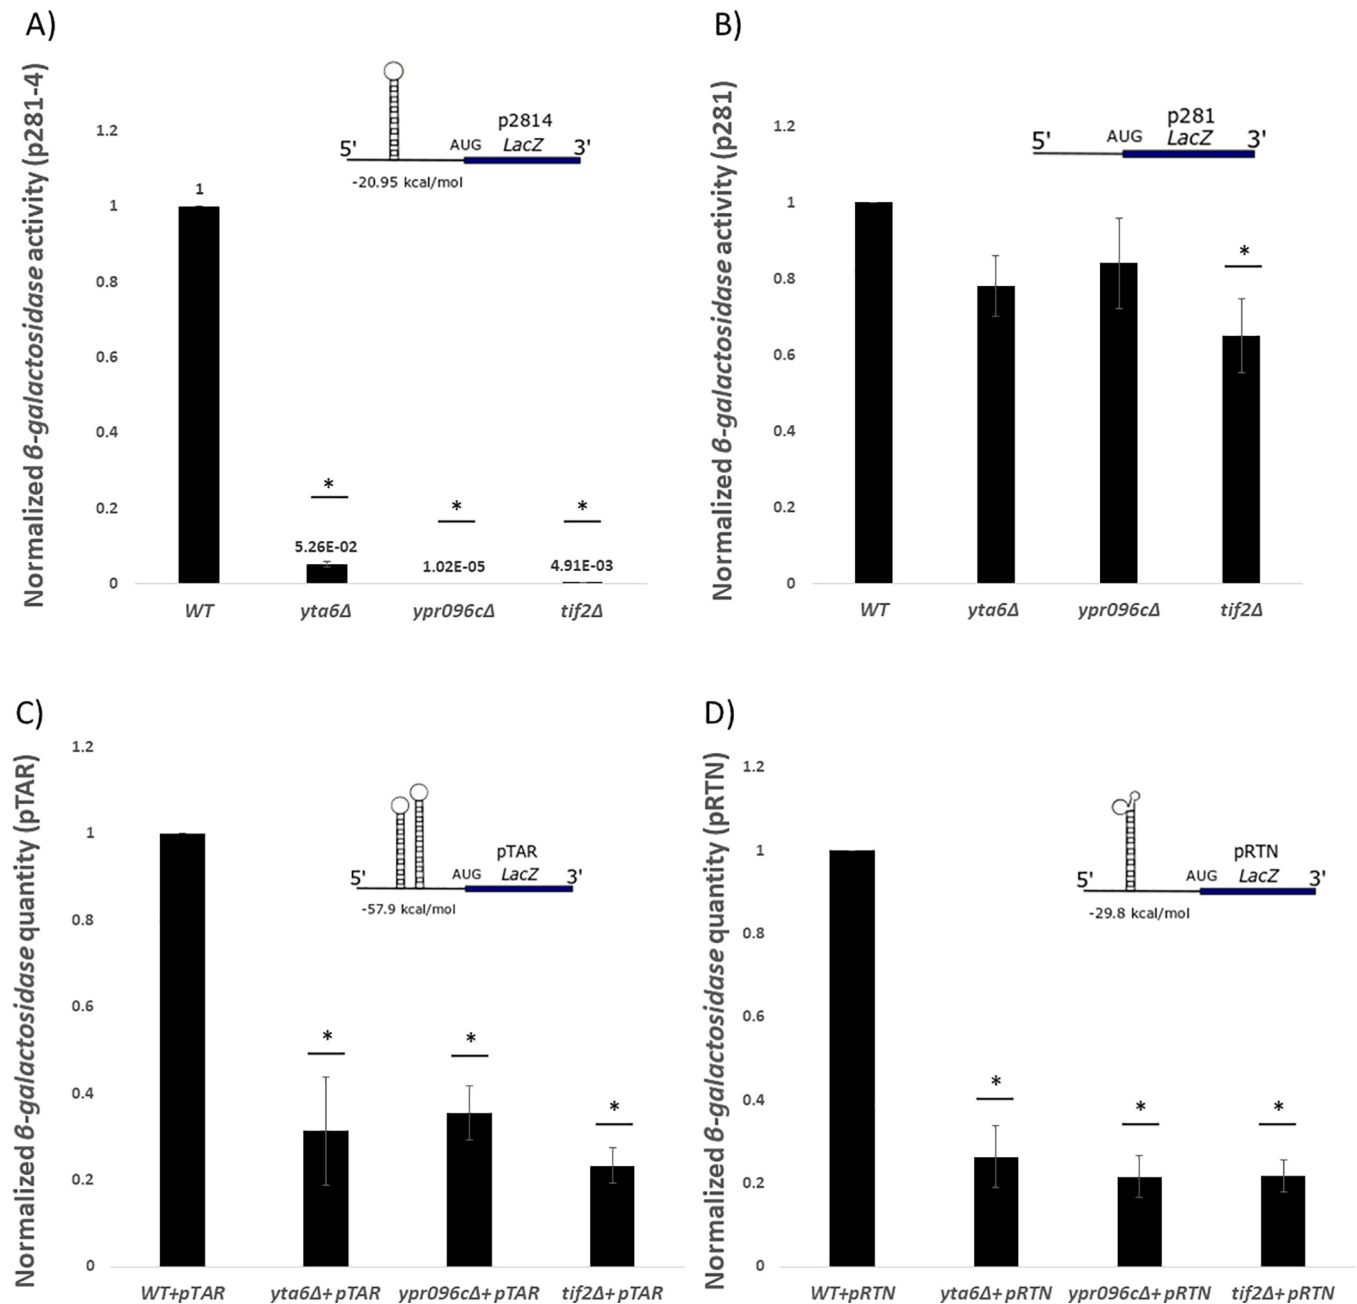 A)
Normalized β-galactosidase activity (p281-4)
1.2
1
0.8
0.6
0.4
0.2
0
p2814
5' AUG LacZ 3'
-20.95 kcal/mol
1
*
*
*
5.26E-02
1.02E-05
4.91E-03
WT yta6Δ ypr096cΔ tif2Δ
B)
Normalized β-galactosidase activity (p281)
1.2
1
0.8
0.6
0.4
0.2
0
p281
5' AUG LacZ 3'
*
WT yta6Δ ypr096cΔ tif2Δ
C)
Normalized β-galactosidase quantity (pTAR)
1.2
1
0.8
0.6
0.4
0.2
0
pTAR
5' AUG LacZ 3'
-57.9 kcal/mol
*
*
*
WT+pTAR yta6Δ+ pTAR ypr096cΔ+ pTAR tif2Δ+ pTAR
D)
Normalized β-galactosidase quantity (pRTN)
1.2
1
0.8
0.6
0.4
0.2
0
pRTN
5' AUG LacZ 3'
-29.8 kcal/mol
*
*
*
WT+pRTN yta6Δ+ pRTN ypr096cΔ+ pRTN tif2Δ+ pRTN